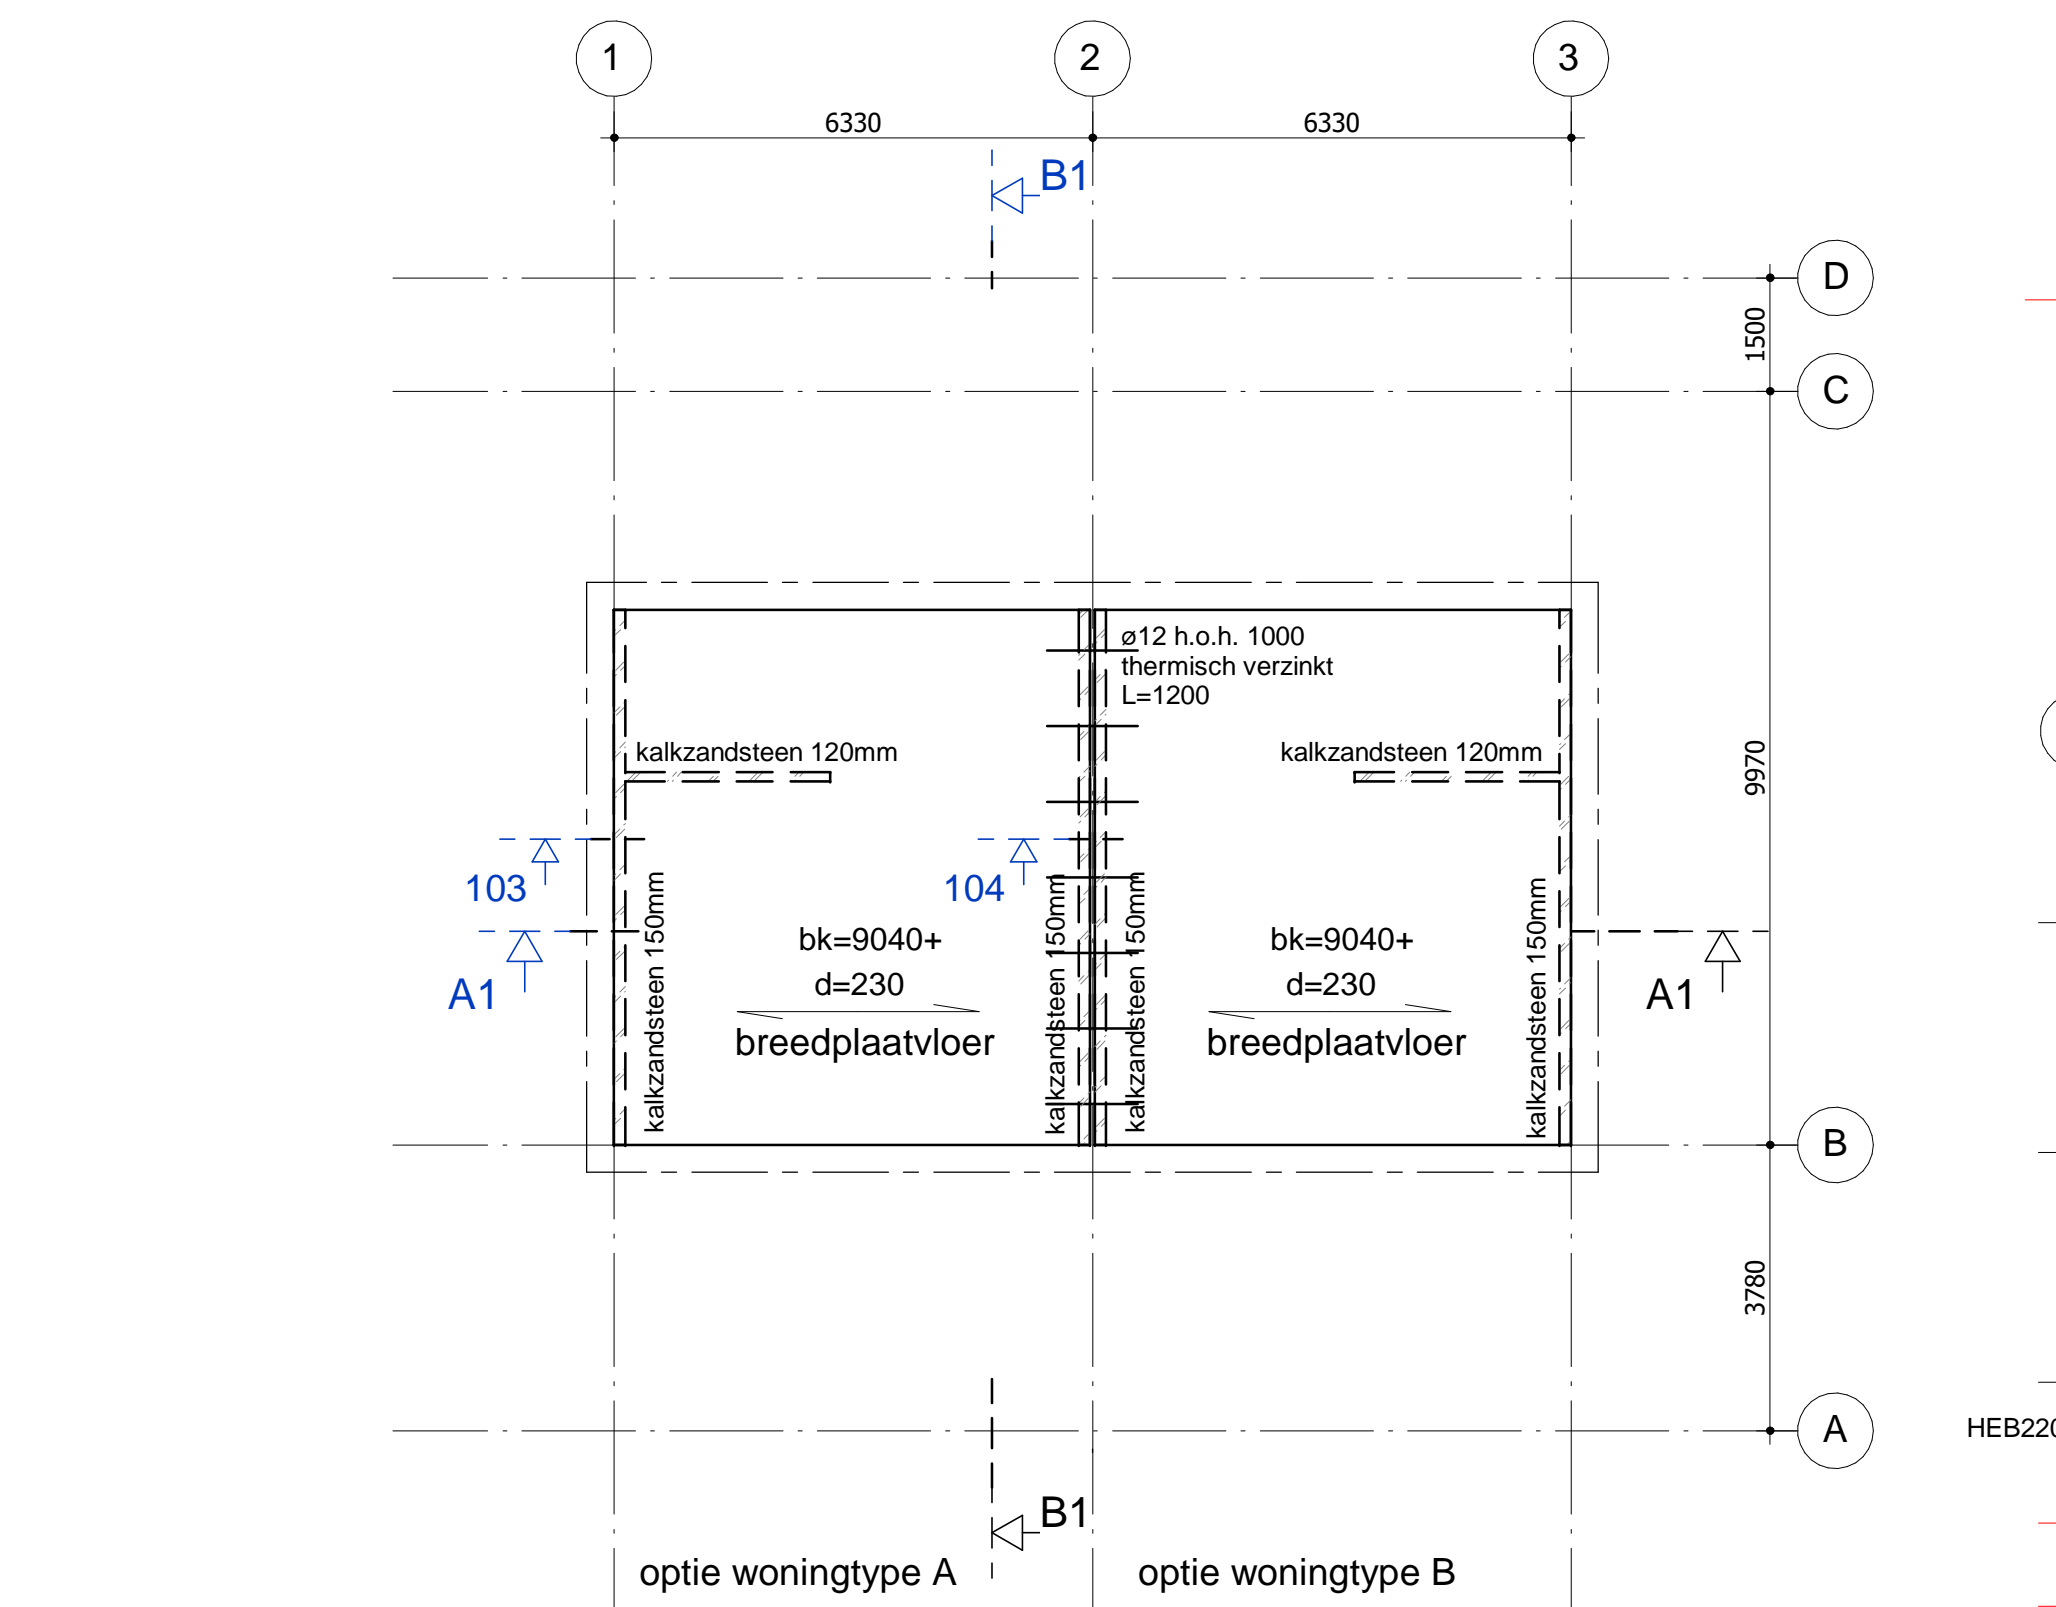 1
2
3
6330
6330
B1
D
1500
C
ø12 h.o.h. 1000
thermisch verzinkt
L=1200
kalkzandsteen 120mm
kalkzandsteen 120mm
9970
103
104
A1
kalkzandsteen 150mm
bk=9040+
d=230
breedplaatvloer
kalkzandsteen 150mm
kalkzandsteen 150mm
bk=9040+
d=230
breedplaatvloer
kalkzandsteen 150mm
A1
B
3780
A
HEB220
B1
optie woningtype A
optie woningtype B